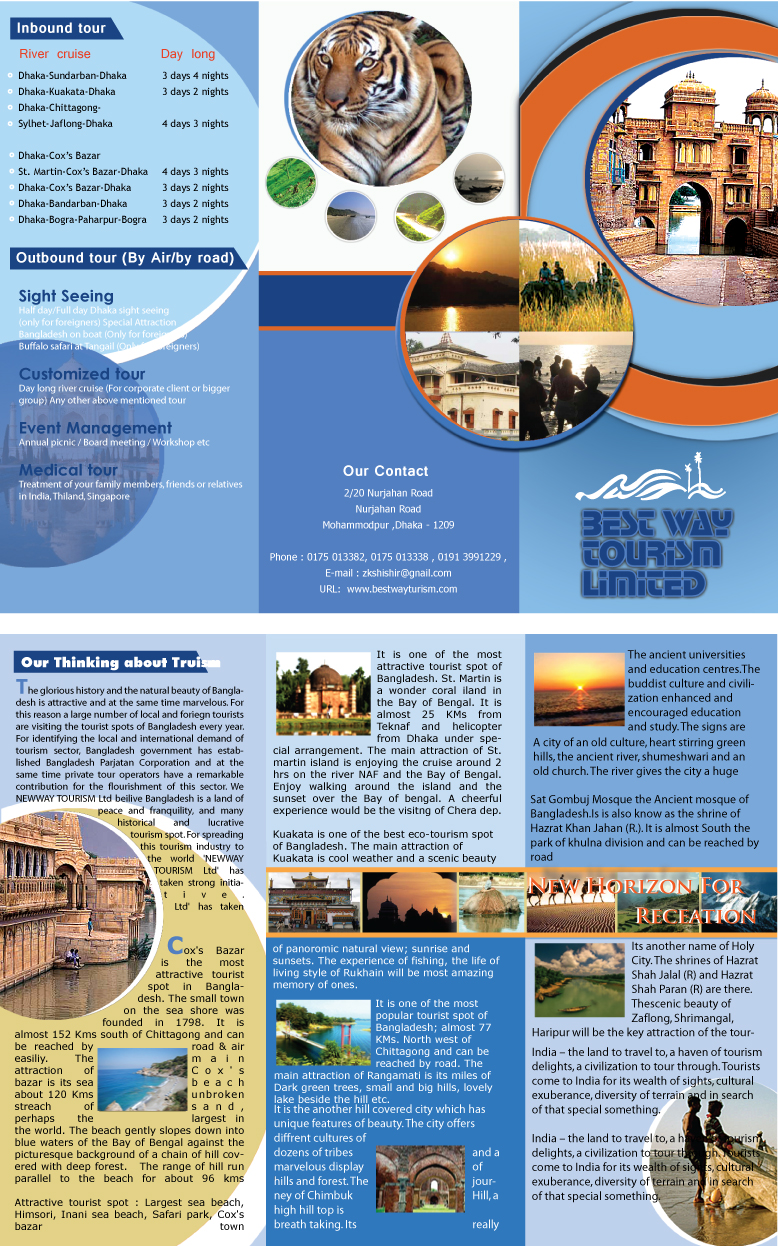 Inbound tour
River cruise Day long
Dhaka-Sundarban-Dhaka 3 days 4 nights
Dhaka-Kuakata-Dhaka 3 days 2 nights
Dhaka-Chittagong-
Sylhet-Jaflong-Dhaka 4 days 3 nights
Dhaka-Cox's Bazar
St. Martin-Cox's Bazar-Dhaka 4 days 3 nights
Dhaka-Cox's Bazar-Dhaka 3 days 2 nights
Dhaka-Bandarban-Dhaka 3 days 2 nights
Dhaka-Bogra-Paharpur-Bogra 3 days 2 nights
Outbound tour (By Air/by road)
Sight Seeing
Half day/Full day Dhaka sight seeing
(only for foreigners) Special Attraction
Bangladesh on boat (Only for foreigners)
Buffalo safari at Tangail (Only for foreigners)
Customized tour
Day long river cruise (For corporate client or bigger
group) Any other above mentioned tour
Event Management
Annual picnic / Board meeting / Workshop etc
Medical tour
Treatment of your family members, friends or relatives
in India, Thiland, Singapore
Our Contact
2/20 Nurjahan Road
Nurjahan Road
Mohammodpur ,Dhaka - 1209
Phone : 0175 013382, 0175 013338 , 0191 3991229 ,
E-mail : zkshishir@gnail.com
URL: www.bestwayturism.com
BEST WAY
TOURISM
LIMITED
Our Thinking about Truism
The glorious history and the natural beauty of Bangla-
desh is attractive and at the same time marvelous. For
this reason a large number of local and foriegn tourists
are visiting the tourist spots of Bangladesh every year.
For identifying the local and international demand of
tourism sector, Bangladesh government has estab-
lished Bangladesh Parjatan Corporation and at the
same time private tour operators have a remarkable
contribution for the flourishment of this sector. We
NEWWAY TOURISM Ltd beilive Bangladesh is a land of
peace and franquility, and many
historical and lucrative
tourism spot. For spreading
this tourism industry to
the world 'NEWWAY
TOURISM Ltd' has
taken strong initia-
tive.
Ltd' has taken
Cox's Bazar
is the most
attractive tourist
spot in Bangla-
desh. The small town
on the sea shore was
founded in 1798. It is
almost 152 Kms south of Chittagong and can
be reached by road & air
easiliy. The main
attraction of Cox's
bazar is its sea beach
about 120 Kms unbroken
streach of sand,
perhaps the largest in
the world. The beach gently slopes down into
blue waters of the Bay of Bengal against the
picturesque background of a chain of hill cov-
ered with deep forest. The range of hill run
parallel to the beach for about 96 kms
Attractive tourist spot : Largest sea beach,
Himsori, Inani sea beach, Safari park, Cox's
bazar town
It is one of the most
attractive tourist spot of
Bangladesh. St. Martin is
a wonder coral iland in
the Bay of Bengal. It is
almost 25 KMs from
Teknaf and helicopter
from Dhaka under spe-
cial arrangement. The main attraction of St.
martin island is enjoying the cruise around 2
hrs on the river NAF and the Bay of Bengal.
Enjoy walking around the island and the
sunset over the Bay of bengal. A cheerful
experience would be the visitng of Chera dep.
Kuakata is one of the best eco-tourism spot
of Bangladesh. The main attraction of
Kuakata is cool weather and a scenic beauty
of panoromic natural view; sunrise and
sunsets. The experience of fishing, the life of
living style of Rukhain will be most amazing
memory of ones.
It is one of the most
popular tourist spot of
Bangladesh; almost 77
KMs. North west of
Chittagong and can be
reached by road. The
main attraction of Rangamati is its miles of
Dark green trees, small and big hills, lovely
lake beside the hill etc.
It is the another hill covered city which has
unique features of beauty. The city offers
diffrent cultures of
dozens of tribes and a
marvelous display of
hills and forest. The jour-
ney of Chimbuk Hill, a
high hill top is
breath taking. Its really
The ancient universities
and education centres.The
buddist culture and civili-
zation enhanced and
encouraged education
and study. The signs are
A city of an old culture, heart stirring green
hills, the ancient river, shumeshwari and an
old church. The river gives the city a huge
Sat Gombuj Mosque the Ancient mosque of
Bangladesh.Is is also know as the shrine of
Hazrat Khan Jahan (R.). It is almost South the
park of khulna division and can be reached by
road
New Horizon For
Receation
Its another name of Holy
City. The shrines of Hazrat
Shah Jalal (R) and Hazrat
Shah Paran (R) are there.
Thescenic beauty of
Zaflong, Shrimangal,
Haripur will be the key attraction of the tour-
India – the land to travel to, a haven of tourism
delights, a civilization to tour through. Tourists
come to India for its wealth of sights, cultural
exuberance, diversity of terrain and in search
of that special something.
India – the land to travel to, a haven of tourism
delights, a civilization to tour through. Tourists
come to India for its wealth of sights, cultural
exuberance, diversity of terrain and in search
of that special something.